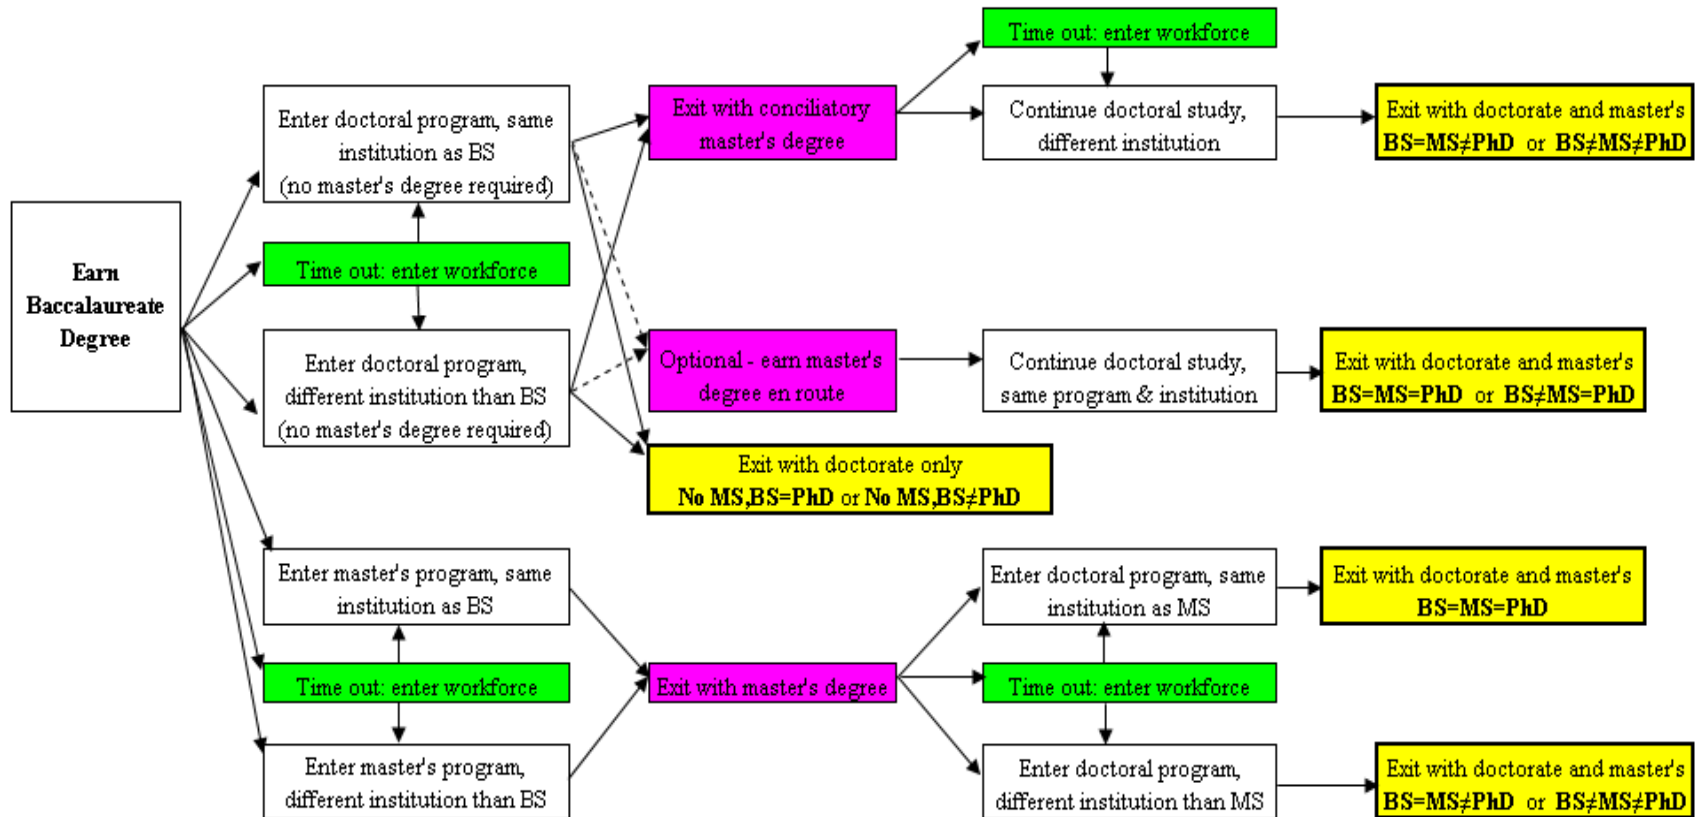 Earn
Baccalaureate
Degree
Enter doctoral program, same
institution as BS
(no master's degree required)
Time out: enter workforce
Enter doctoral program,
different institution than BS
(no master's degree required)
Enter master's program, same
institution as BS
Time out: enter workforce
Enter master's program,
different institution than BS
Exit with conciliatory
master's degree
Optional - earn master's
degree en route
Exit with doctorate only
No MS,BS=PhD or No MS,BS≠PhD
Exit with master's degree
Time out: enter workforce
Continue doctoral study,
different institution
Continue doctoral study,
same program & institution
Enter doctoral program, same
institution as MS
Time out: enter workforce
Enter doctoral program,
different institution than MS
Exit with doctorate and master's
BS=MS≠PhD or BS≠MS≠PhD
Exit with doctorate and master's
BS=MS=PhD or BS≠MS=PhD
Exit with doctorate and master's
BS=MS=PhD
Exit with doctorate and master's
BS=MS≠PhD or BS≠MS≠PhD